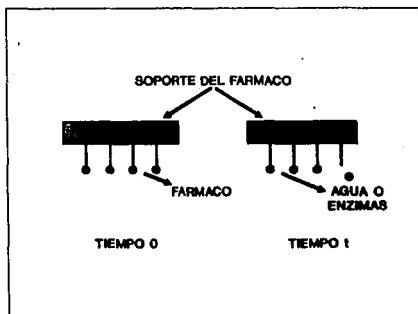 SOPORTE DEL FARMACO
FARMACO
AGUA O
ENZIMAS
TIEMPO 0
TIEMPO t